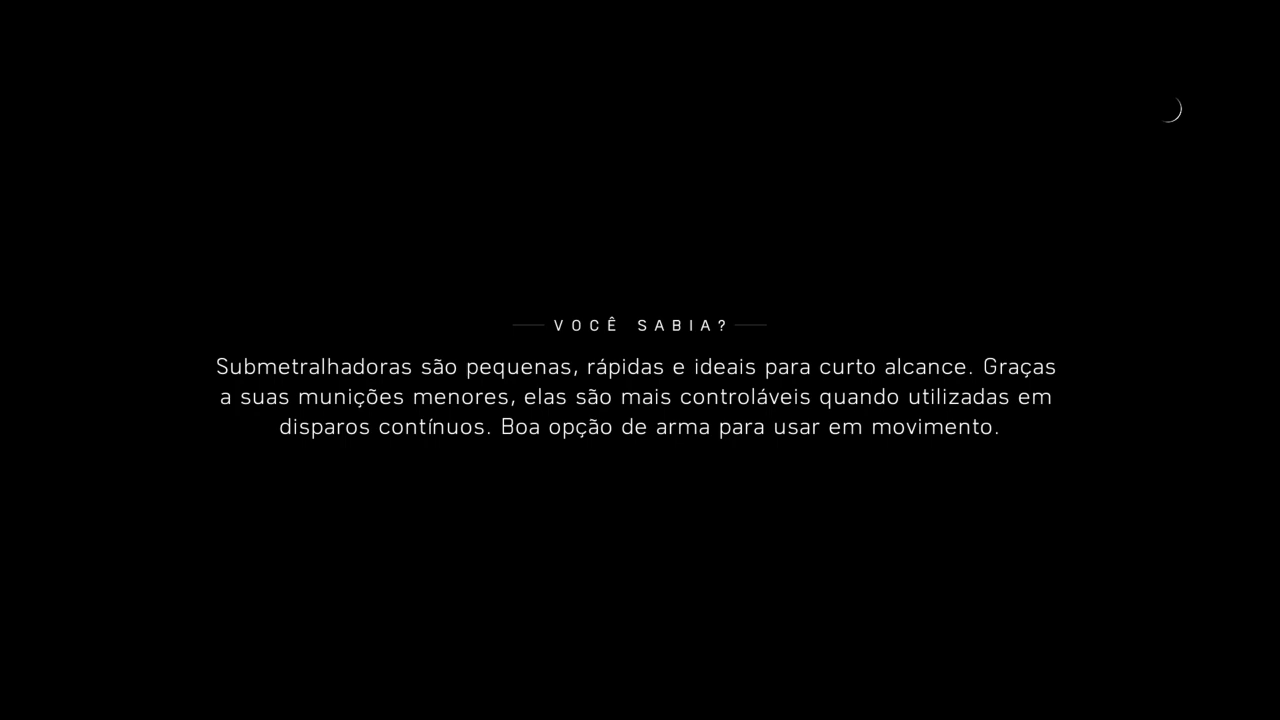 VOCÊ SABIA?
Submetralhadoras são pequenas, rápidas e ideais para curto alcance. Graças
a suas munições menores, elas são mais controláveis quando utilizadas em
disparos contínuos. Boa opção de arma para usar em movimento.